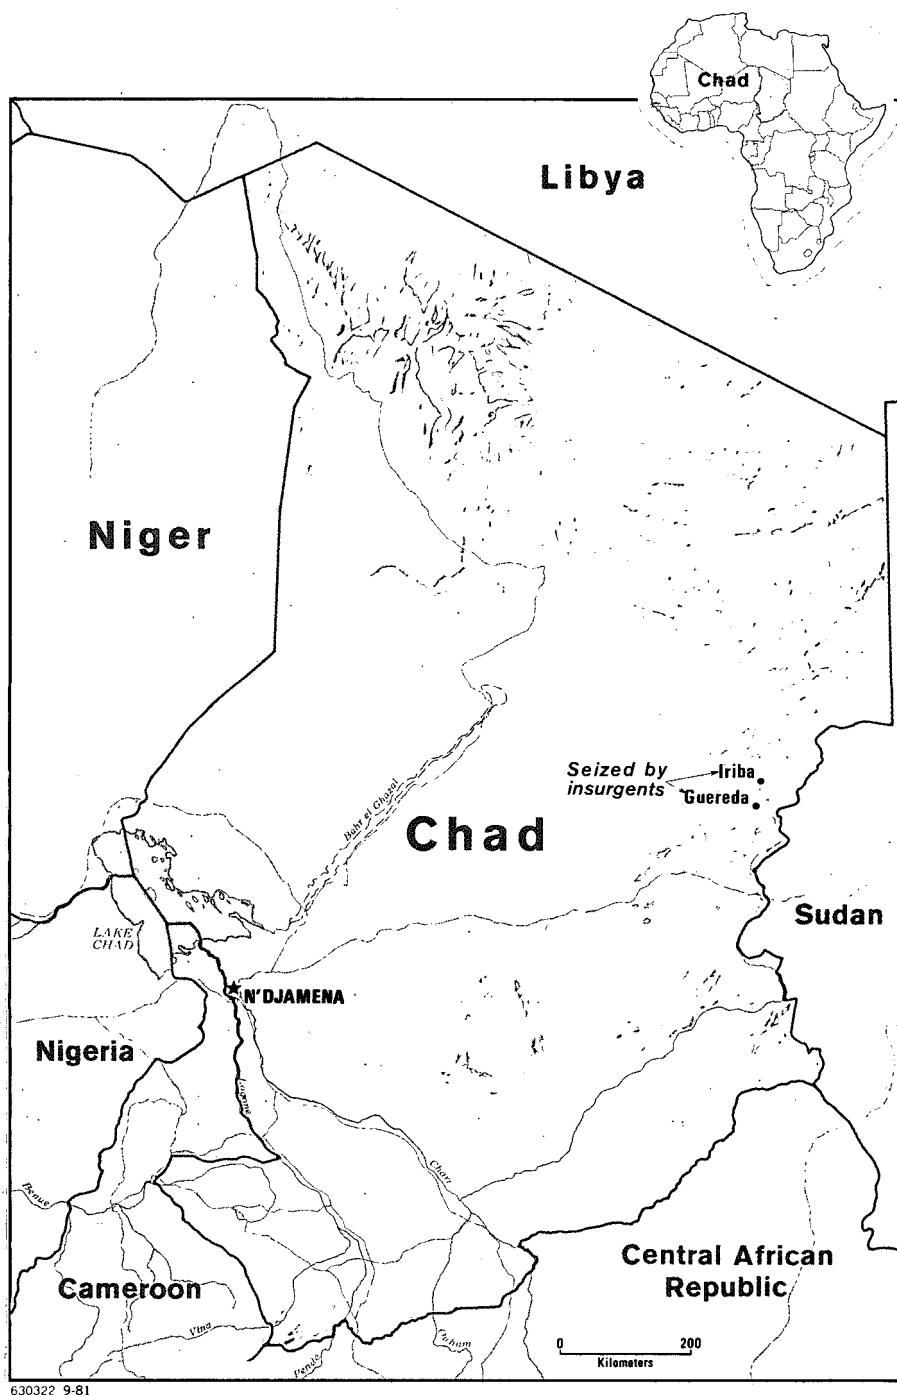 Chad
Libya
Niger
Seized by
insurgents
Iriba
Guereda
Bahr el Ghazal
Chad
Sudan
LAKE
CHAD
N'DJAMENA
Nigeria
Logone
Chari
Benue
Central African
Republic
Cameroon
Vina
Pendé
Ouham
0 200
Kilometers
630322 9-81